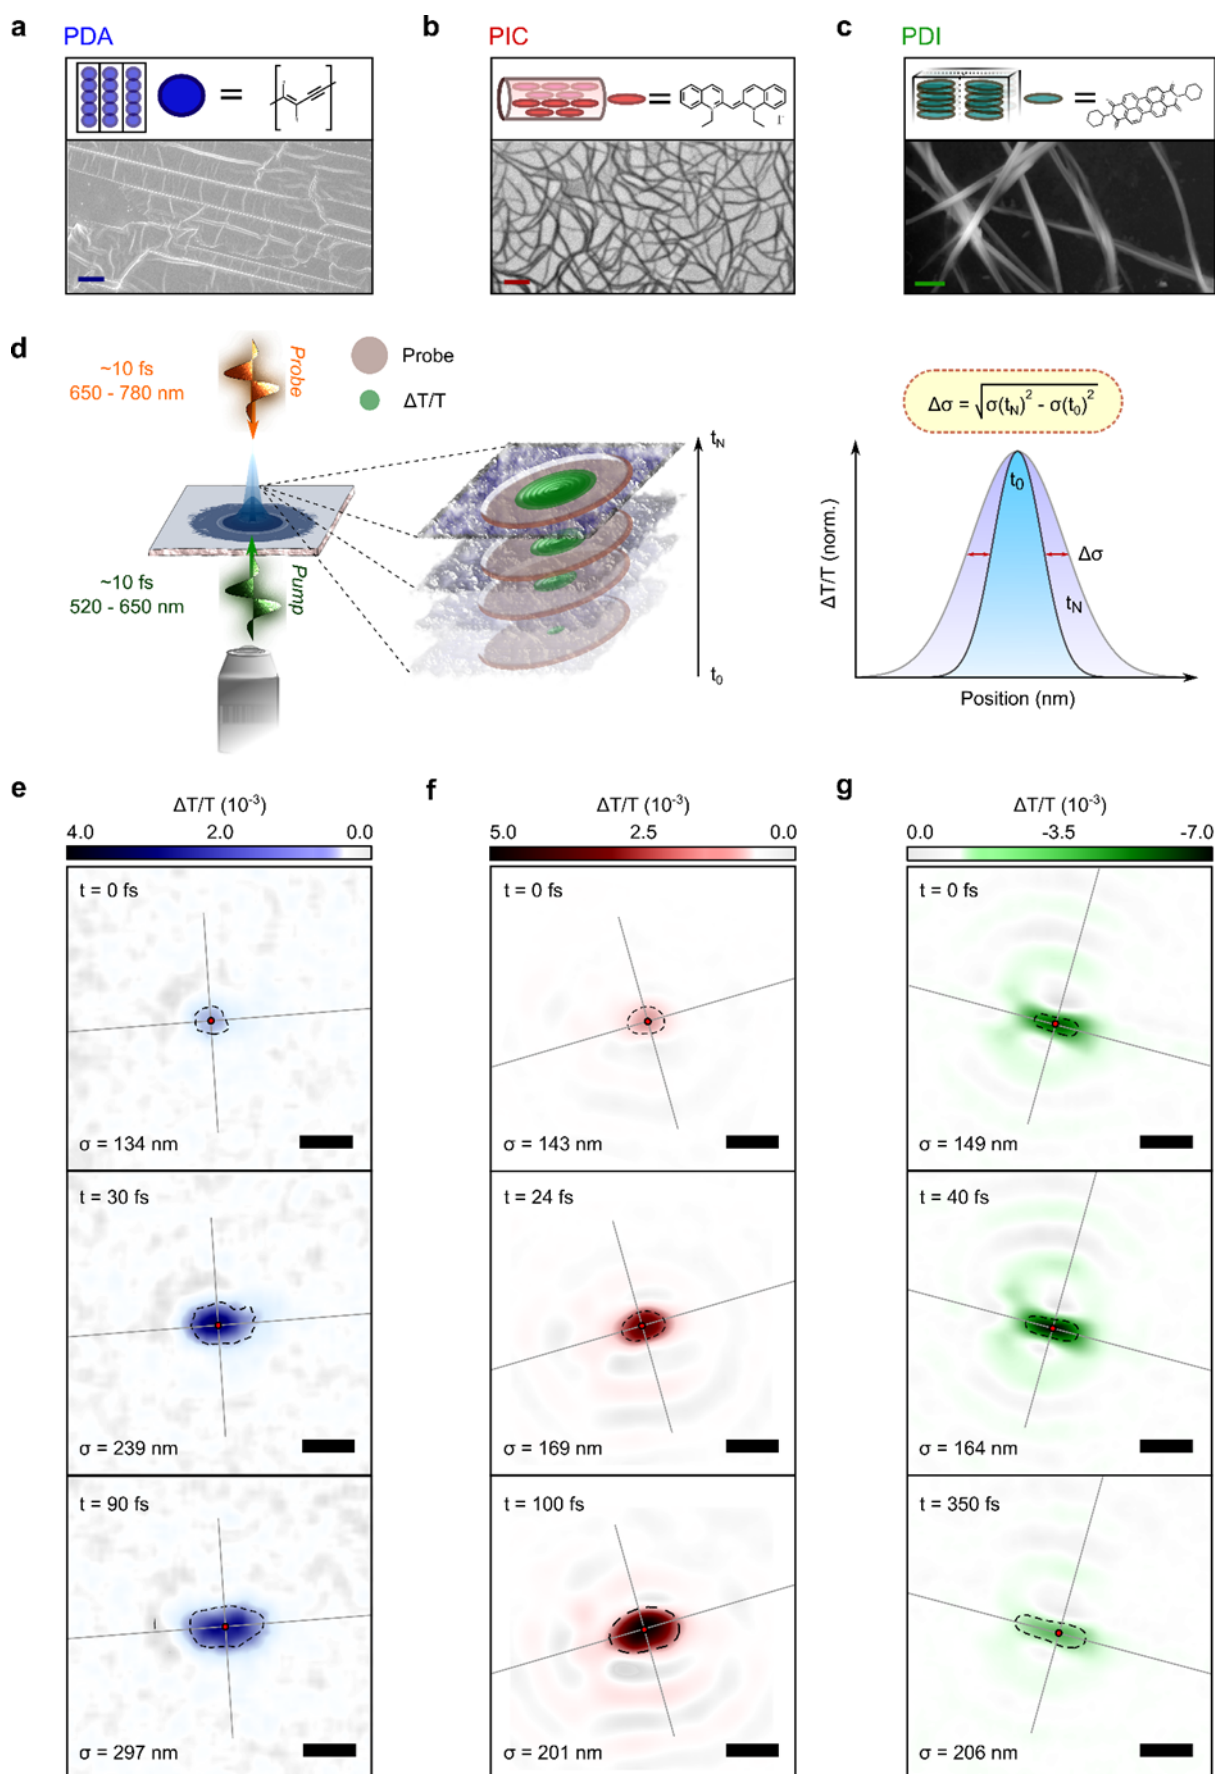 a PDA
b PIC
c PDI
=
=
=
I⁻
d
~10 fs
650 - 780 nm
Probe
Probe
ΔT/T
~10 fs
520 - 650 nm
Pump
tN
t0
Δσ = √σ(tN)² - σ(t0)²
ΔT/T (norm.)
t0
Δσ
tN
Position (nm)
e
ΔT/T (10⁻³)
4.0 2.0 0.0
t = 0 fs
σ = 134 nm
t = 30 fs
σ = 239 nm
t = 90 fs
σ = 297 nm
f
ΔT/T (10⁻³)
5.0 2.5 0.0
t = 0 fs
σ = 143 nm
t = 24 fs
σ = 169 nm
t = 100 fs
σ = 201 nm
g
ΔT/T (10⁻³)
0.0 -3.5 -7.0
t = 0 fs
σ = 149 nm
t = 40 fs
σ = 164 nm
t = 350 fs
σ = 206 nm